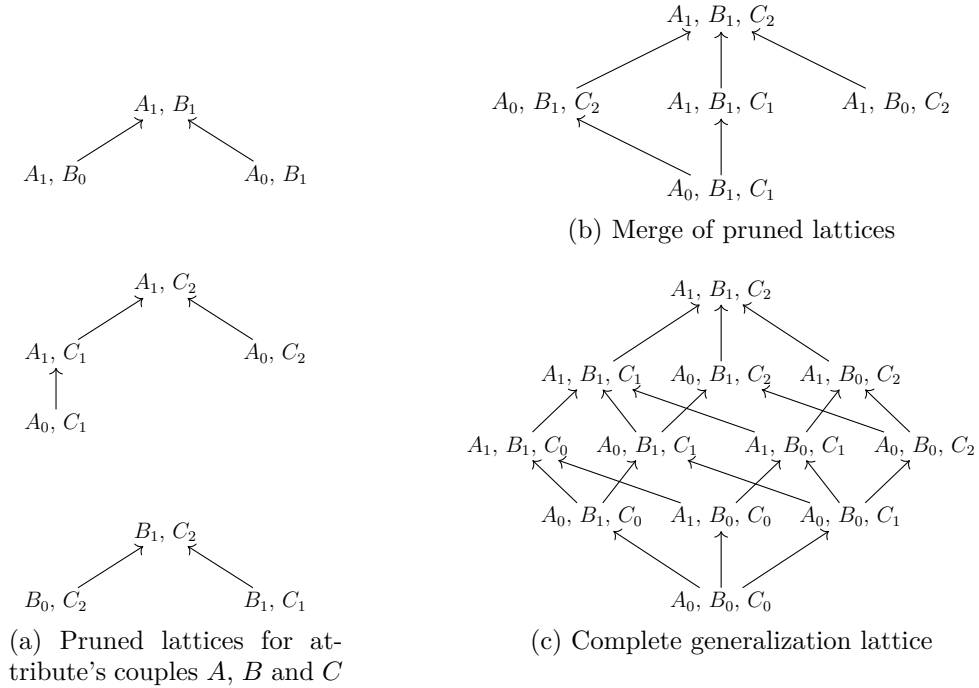 A₁, B₁
A₁, B₀ A₀, B₁
A₁, C₂
A₁, C₁ A₀, C₂
A₀, C₁
B₁, C₂
B₀, C₂ B₁, C₁
(a) Pruned lattices for at-
tribute's couples A, B and C
A₁, B₁, C₂
A₀, B₁, C₂ A₁, B₁, C₁ A₁, B₀, C₂
A₀, B₁, C₁
(b) Merge of pruned lattices
A₁, B₁, C₂
A₁, B₁, C₁ A₀, B₁, C₂ A₁, B₀, C₂
A₁, B₁, C₀ A₀, B₁, C₁ A₁, B₀, C₁ A₀, B₀, C₂
A₀, B₁, C₀ A₁, B₀, C₀ A₀, B₀, C₁
A₀, B₀, C₀
(c) Complete generalization lattice